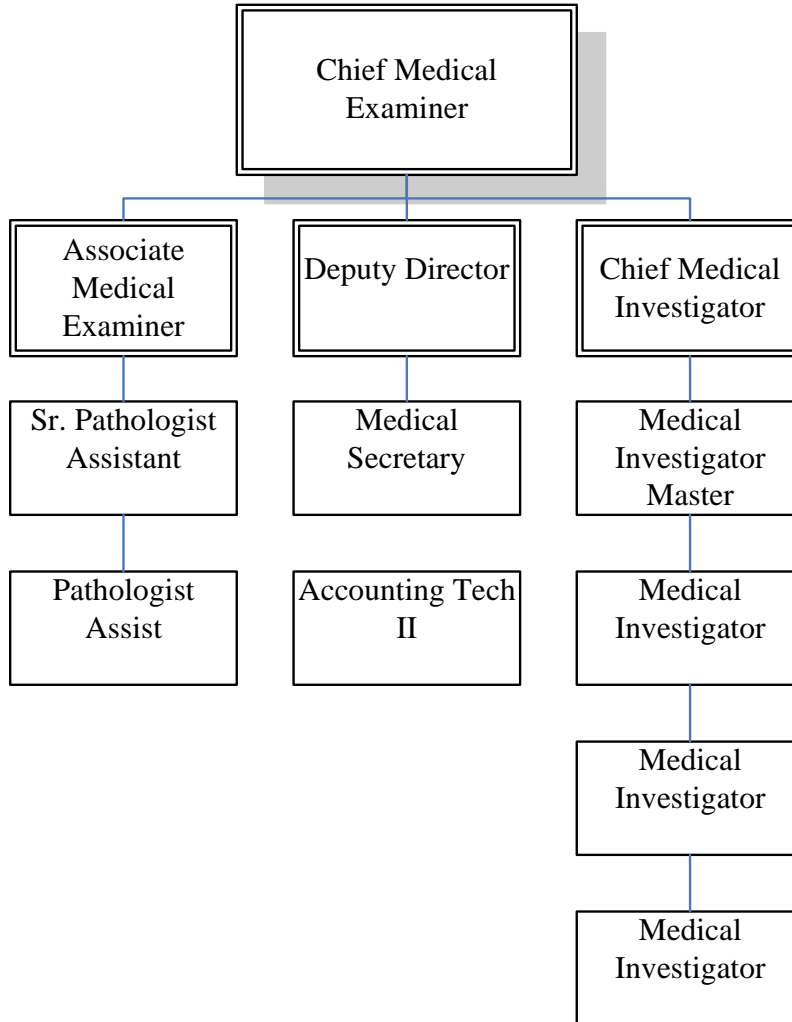 Chief Medical
Examiner
Associate
Medical
Examiner
Deputy Director
Chief Medical
Investigator
Sr. Pathologist
Assistant
Medical
Secretary
Medical
Investigator
Master
Pathologist
Assist
Accounting Tech
II
Medical
Investigator
Medical
Investigator
Medical
Investigator